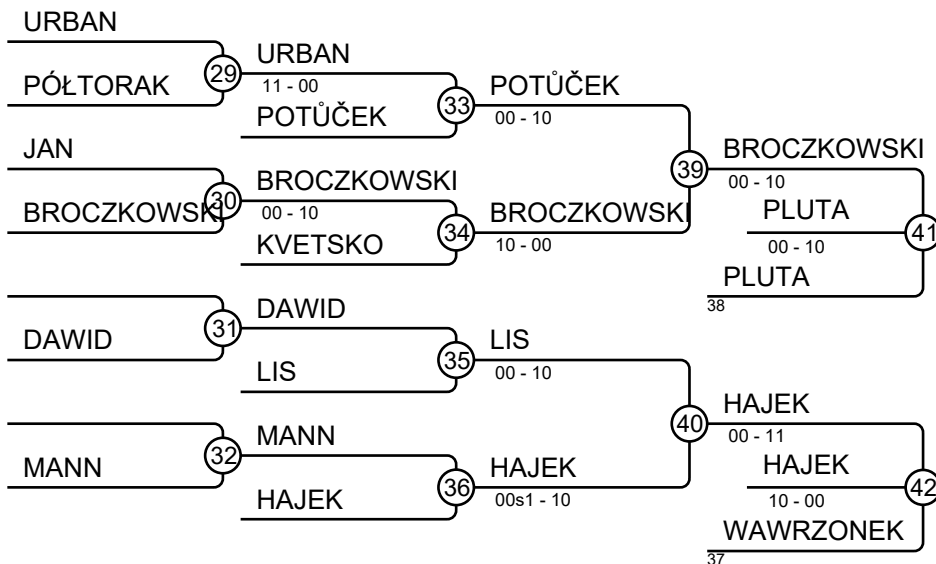 URBAN
29
PÓŁTORAK
URBAN
11 - 00
33
POTŮČEK
POTŮČEK
00 - 10
JAN
30
BROCZKOWSKI
BROCZKOWSKI
00 - 10
34
KVETSKO
BROCZKOWSKI
10 - 00
39
BROCZKOWSKI
00 - 10
PLUTA
00 - 10
41
PLUTA
38
31
DAWID
DAWID
35
LIS
LIS
00 - 10
32
MANN
MANN
36
HAJEK
HAJEK
00s1 - 10
40
HAJEK
00 - 11
HAJEK
10 - 00
42
WAWRZONEK
37